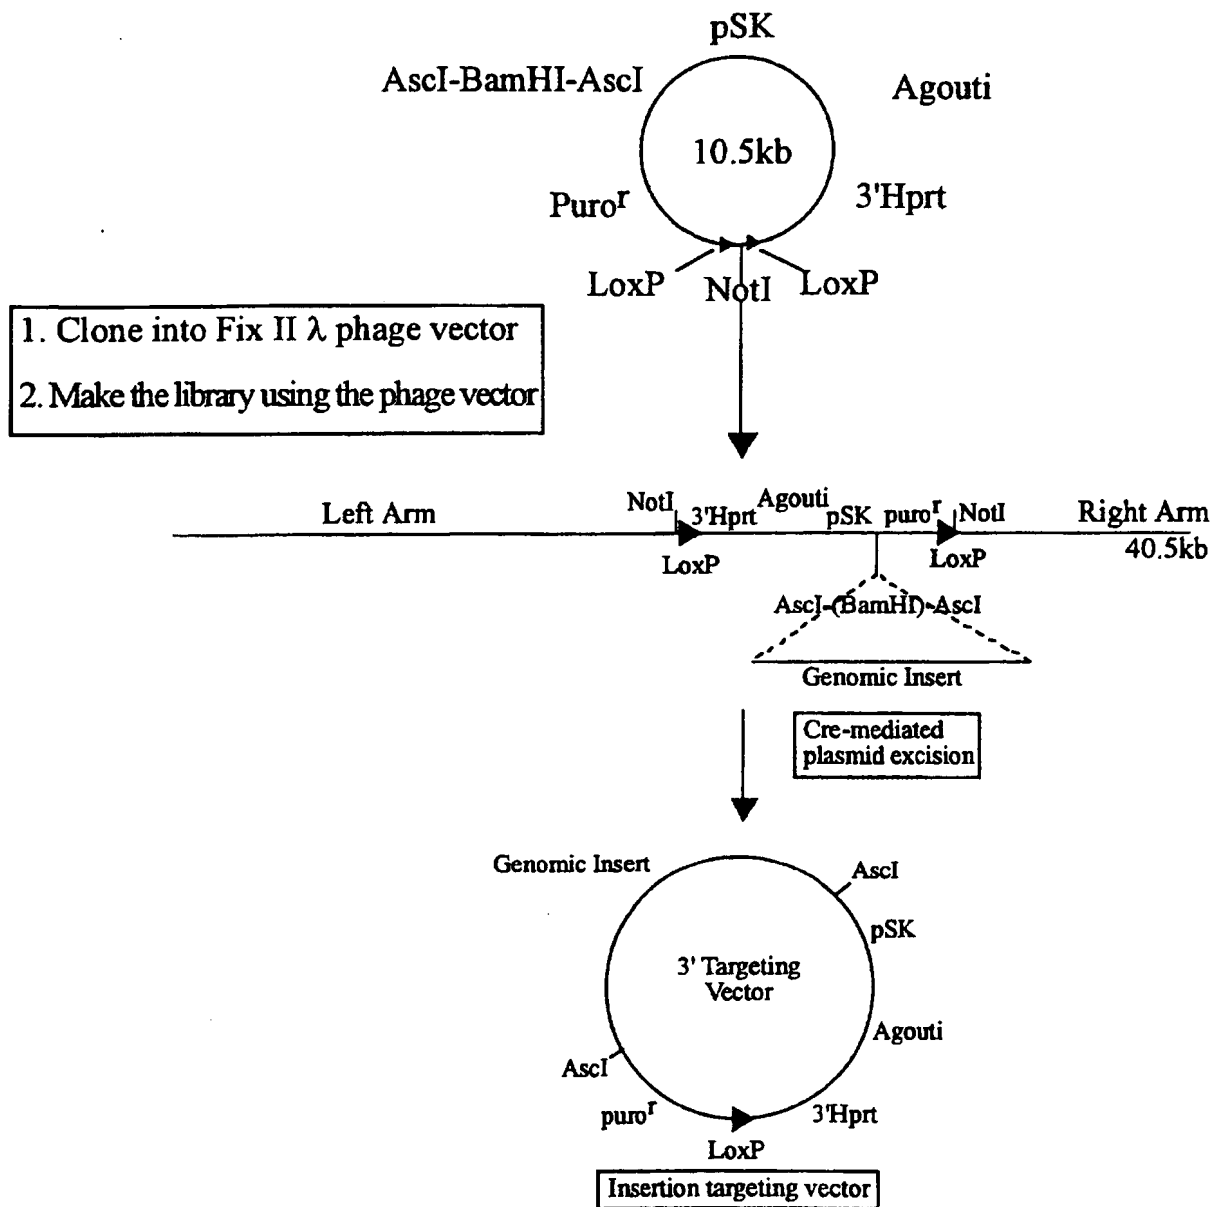 pSK
AscI-BamHI-AscI
Agouti
10.5kb
Puroʳ
3'Hprt
LoxP
NotI
LoxP
1. Clone into Fix II λ phage vector
2. Make the library using the phage vector
Left Arm
NotI
3'Hprt
Agouti
pSK
puroʳ
NotI
Right Arm
LoxP
LoxP
40.5kb
AscI-(BamHI)-AscI
Genomic Insert
Cre-mediated
plasmid excision
Genomic Insert
AscI
pSK
3' Targeting
Vector
Agouti
AscI
puroʳ
3'Hprt
LoxP
Insertion targeting vector